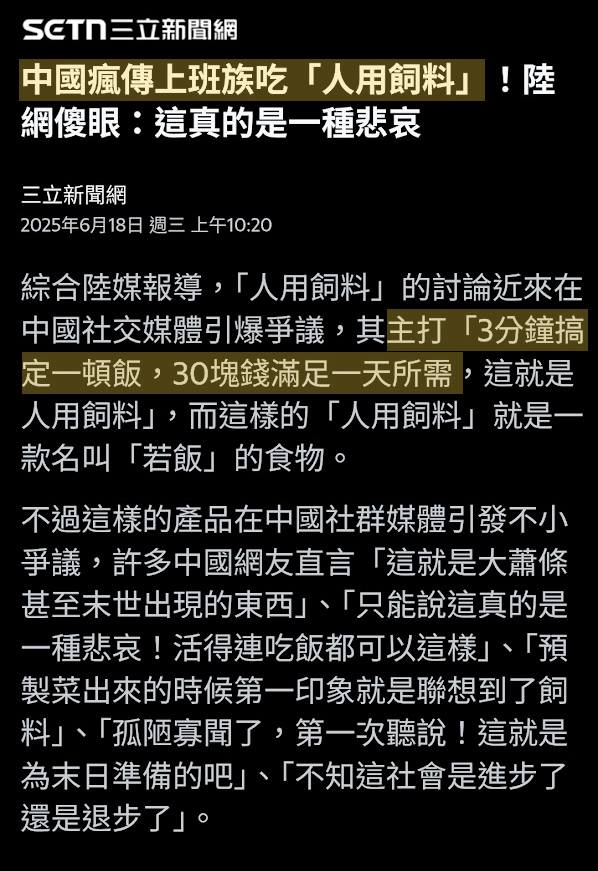 SETN三立新聞網
中國瘋傳上班族吃「人用飼料」！陸
網傻眼：這真的是一種悲哀
三立新聞網
2025年6月18日 週三 上午10:20
綜合陸媒報導，「人用飼料」的討論近來在
中國社交媒體引爆爭議，其主打「3分鐘搞
定一頓飯，30塊錢滿足一天所需，這就是
人用飼料」，而這樣的「人用飼料」就是一
款名叫「若飯」的食物。
不過這樣的產品在中國社群媒體引發不小
爭議，許多中國網友直言「這就是大蕭條
甚至末世出現的東西」、「只能說這真的是
一種悲哀！活得連吃飯都可以這樣」、「預
製菜出來的時候第一印象就是聯想到了飼
料」、「孤陋寡聞了，第一次聽說！這就是
為末日準備的吧」、「不知這社會是進步了
還是退步了」。